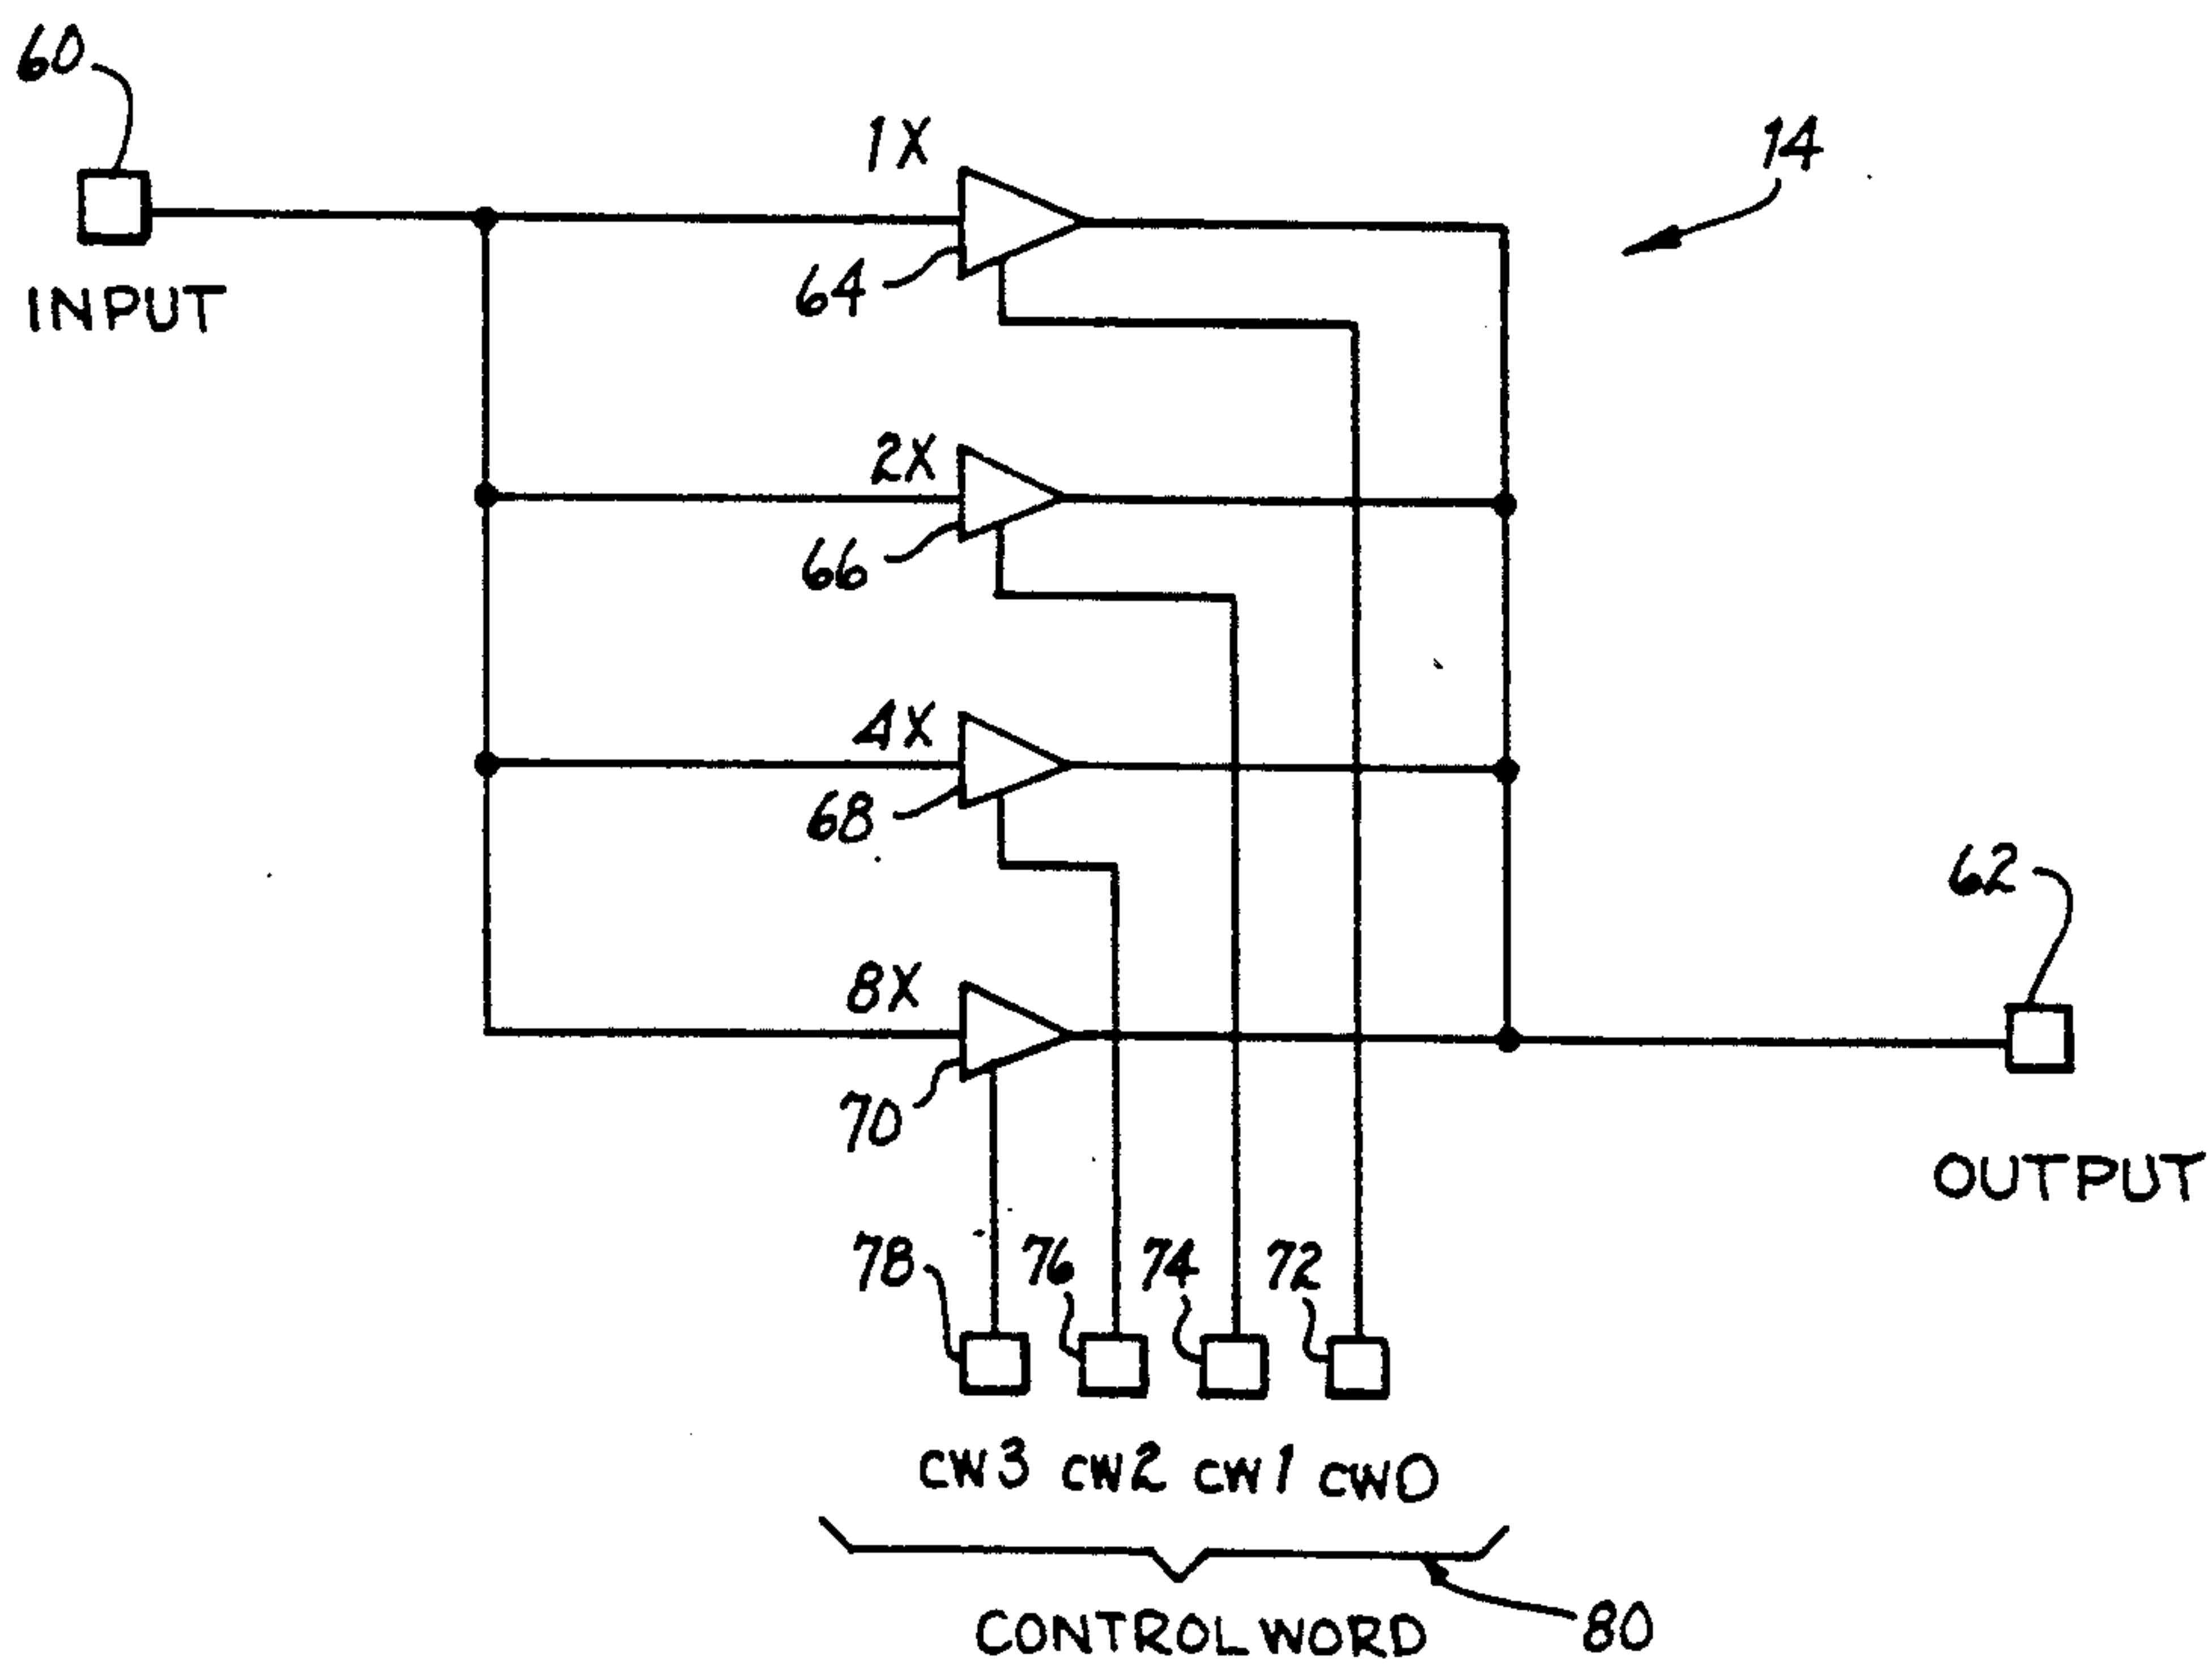 60
1X
14
INPUT
64
2X
66
4X
68
62
8X
70
OUTPUT
78 76 74 72
CW3 CW2 CW1 CW0
CONTROL WORD
80